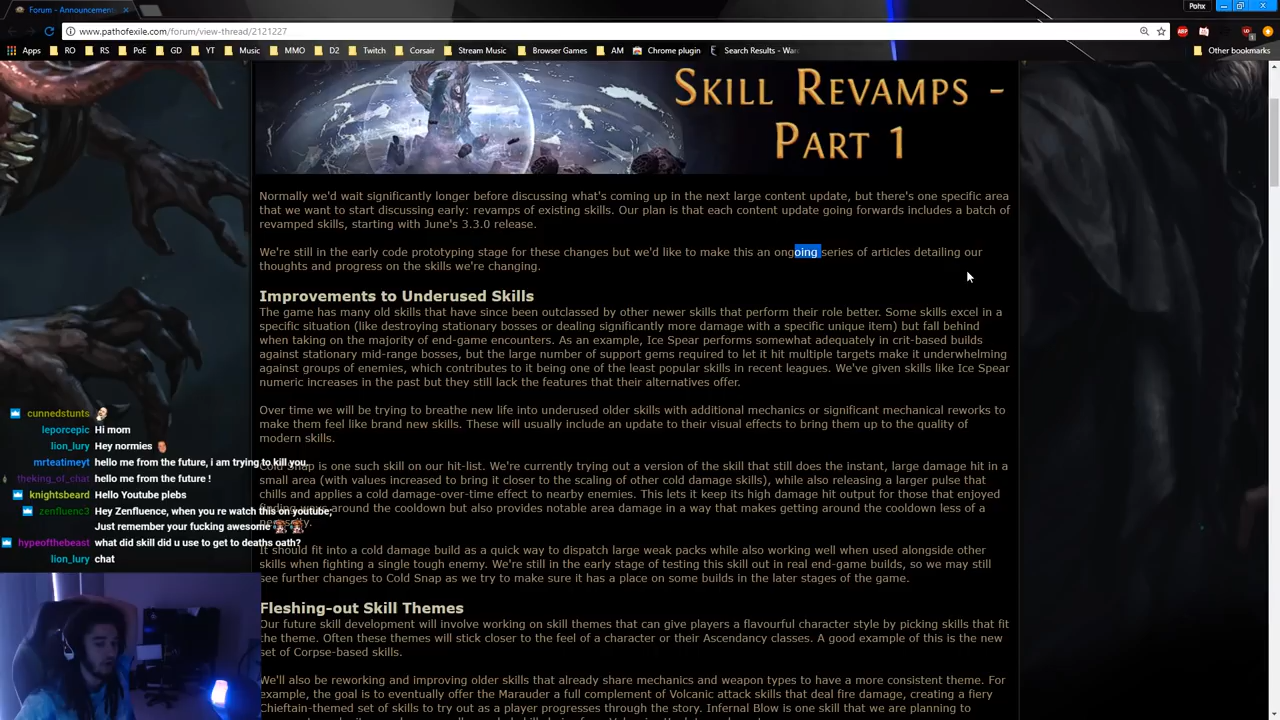 Forum - Announcement
Pohx
www.pathofexile.com/forum/view-thread/2121227
Apps RO RS PoE GD YT Music MMO D2 Twitch Corsair Stream Music Browser Games AM Chrome plugin Search Results - War Other bookmarks
SKILL REVAMPS -
PART 1
Normally we'd wait significantly longer before discussing what's coming up in the next large content update, but there's one specific area
that we want to start discussing early: revamps of existing skills. Our plan is that each content update going forwards includes a batch of
revamped skills, starting with June's 3.3.0 release.
We're still in the early code prototyping stage for these changes but we'd like to make this an ongoing series of articles detailing our
thoughts and progress on the skills we're changing.
Improvements to Underused Skills
The game has many old skills that have since been outclassed by other newer skills that perform their role better. Some skills excel in a
specific situation (like destroying stationary bosses or dealing significantly more damage with a specific unique item) but fall behind
when taking on the majority of end-game encounters. As an example, Ice Spear performs somewhat adequately in crit-based builds
against stationary mid-range bosses, but the large number of support gems required to let it hit multiple targets make it underwhelming
against groups of enemies, which contributes to it being one of the least popular skills in recent leagues. We've given skills like Ice Spear
numeric increases in the past but they still lack the features that their alternatives offer.
Over time we will be trying to breathe new life into underused older skills with additional mechanics or significant mechanical reworks to
make them feel like brand new skills. These will usually include an update to their visual effects to bring them up to the quality of
modern skills.
Cold Snap is one such skill on our hit-list. We're currently trying out a version of the skill that still does the instant, large damage hit in a
small area (with values increased to bring it closer to the scaling of other cold damage skills), while also releasing a larger pulse that
chills and applies a cold damage-over-time effect to nearby enemies. This lets it keep its high damage hit output for those that enjoyed
finding ways around the cooldown but also provides notable area damage in a way that makes getting around the cooldown less of a
necessity.
It should fit into a cold damage build as a quick way to dispatch large weak packs while also working well when used alongside other
skills when fighting a single tough enemy. We're still in the early stage of testing this skill out in real end-game builds, so we may still
see further changes to Cold Snap as we try to make sure it has a place on some builds in the later stages of the game.
Fleshing-out Skill Themes
Our future skill development will involve working on skill themes that can give players a flavourful character style by picking skills that fit
the theme. Often these themes will stick closer to the feel of a character or their Ascendancy classes. A good example of this is the new
set of Corpse-based skills.
We'll also be reworking and improving older skills that already share mechanics and weapon types to have a more consistent theme. For
example, the goal is to eventually offer the Marauder a full complement of Volcanic attack skills that deal fire damage, creating a fiery
Chieftain-themed set of skills to try out as a player progresses through the story. Infernal Blow is one skill that we are planning to
cunnedstunts
leporcepic Hi mom
lion_lury Hey normies
mrteatimeyt hello me from the future, i am trying to kill you.
theking_of_chat hello me from the future !
knightsbeard Hello Youtube plebs
zenfluenc3 Hey Zenfluence, when you re watch this on youtube,
Just remember your fucking awesome
hypeofthebeast what did skill did u use to get to deaths oath?
lion_lury chat